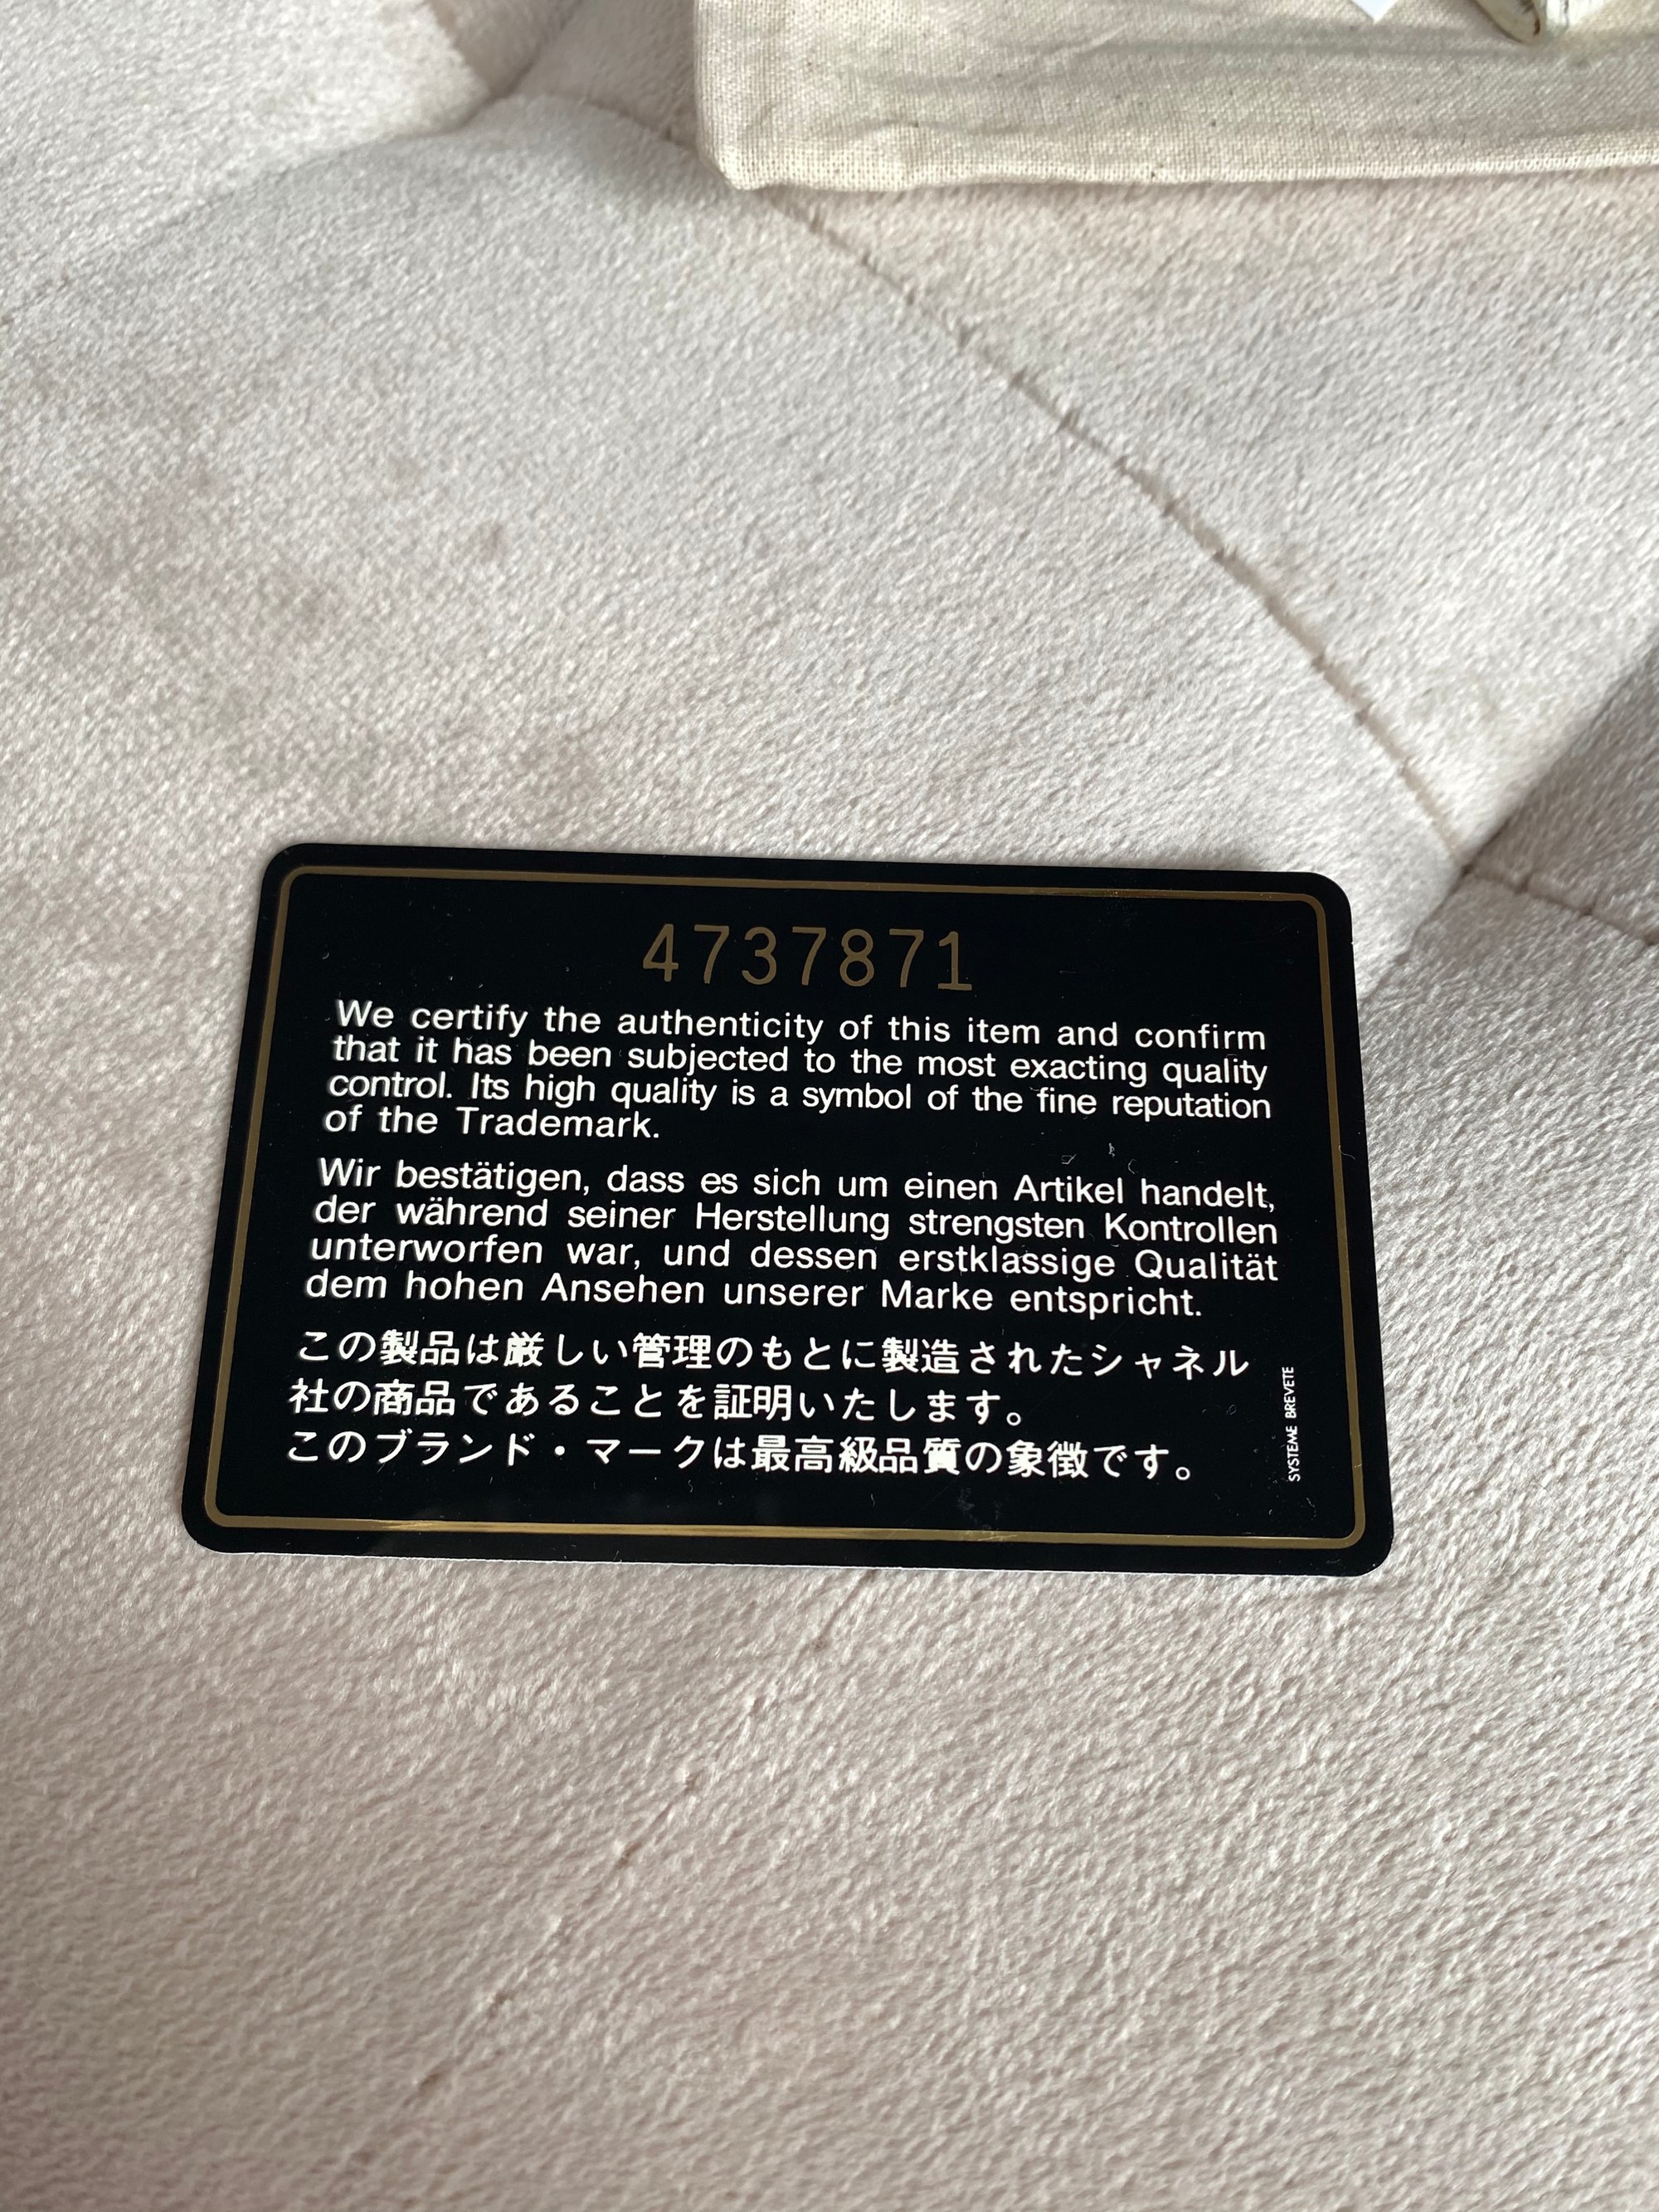 4737871
We certify the authenticity of this item and confirm
that it has been subjected to the most exacting quality
control. Its high quality is a symbol of the fine reputation
of the Trademark.
Wir bestätigen, dass es sich um einen Artikel handelt,
der während seiner Herstellung strengsten Kontrollen
unterworfen war, und dessen erstklassige Qualität
dem hohen Ansehen unserer Marke entspricht.
この製品は厳しい管理のもとに製造されたシャネル
社の商品であることを証明いたします。
このブランド・マークは最高級品質の象徴です。
SYSTEME BREVETE